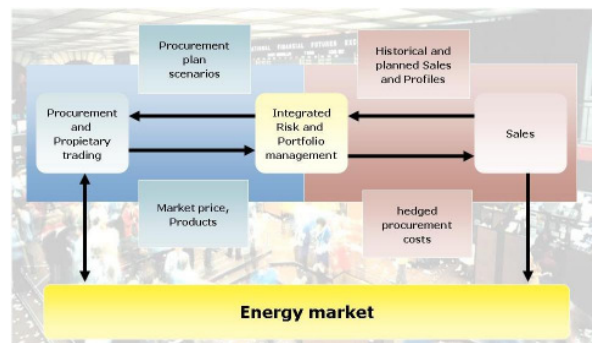 Procurement
plan
scenarios
Historical and
planned Sales
and Profiles
Procurement
and
Propietary
trading
Integrated
Risk and
Portfolio
management
Sales
Market price,
Products
hedged
procurement
costs
Energy market